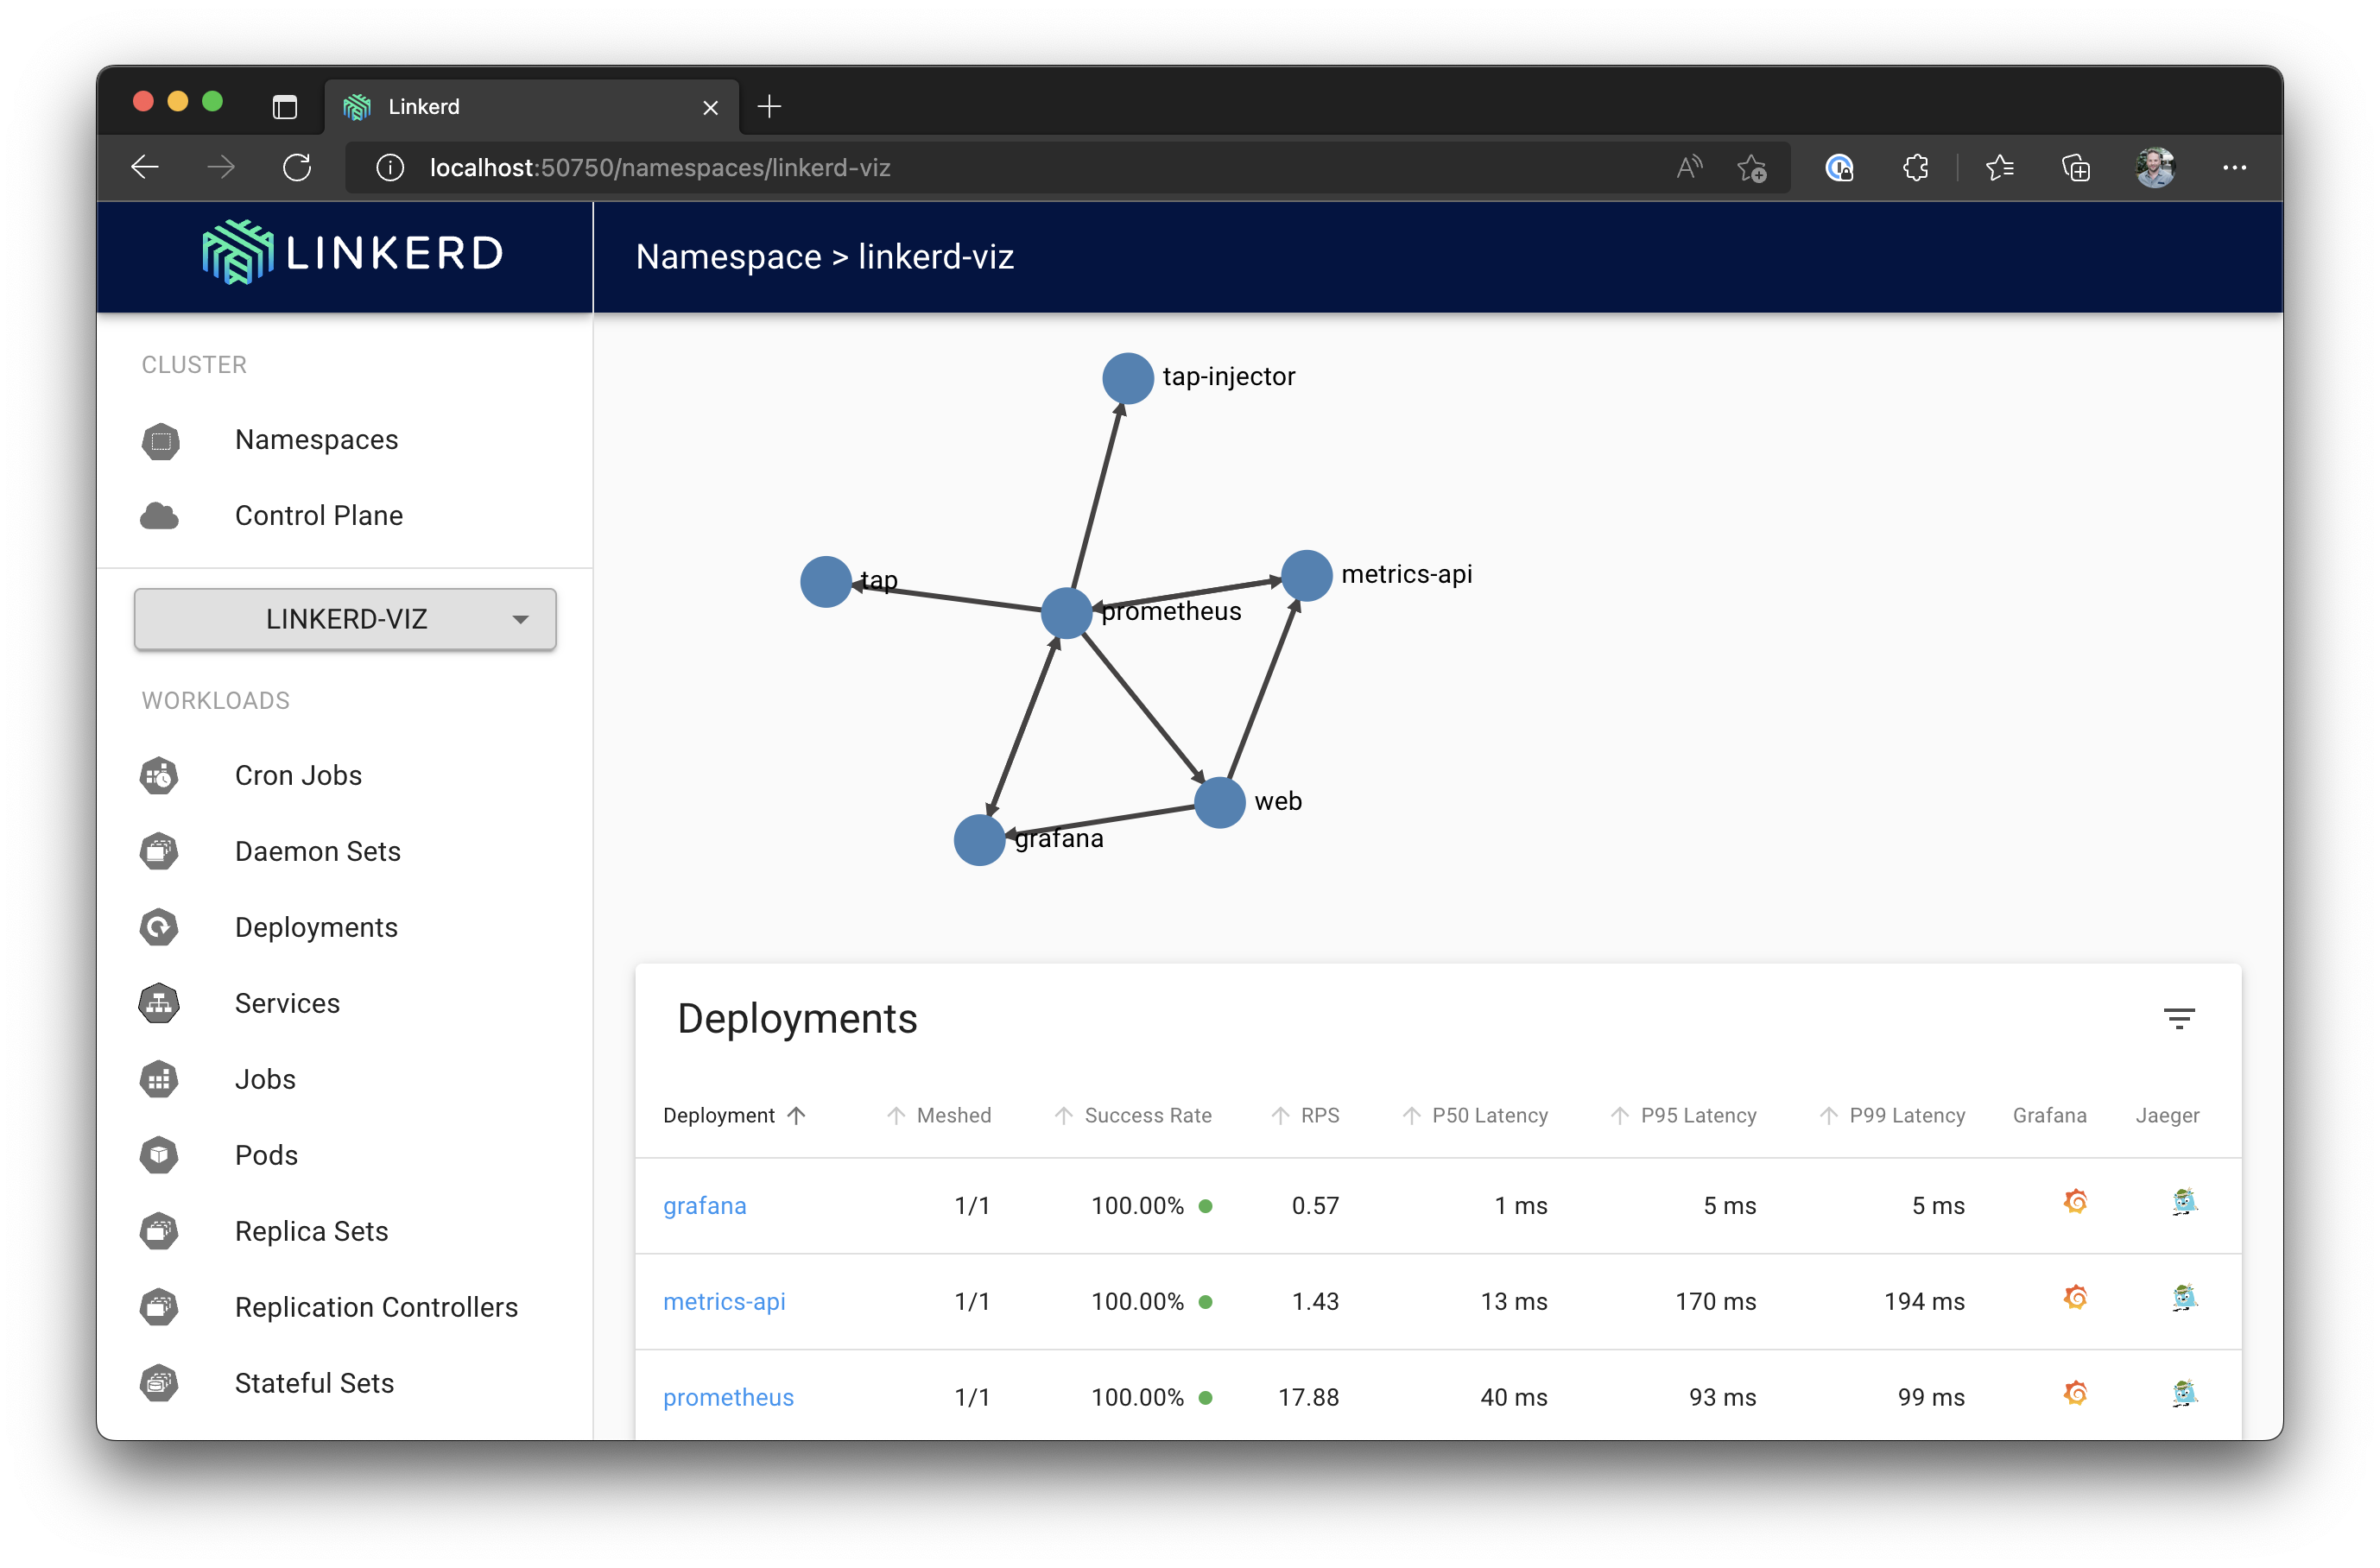 Linkerd
localhost:50750/namespaces/linkerd-viz
LINKERD
Namespace > linkerd-viz
CLUSTER
Namespaces
Control Plane
LINKERD-VIZ
WORKLOADS
Cron Jobs
Daemon Sets
Deployments
Services
Jobs
Pods
Replica Sets
Replication Controllers
Stateful Sets
tap-injector
tap
metrics-api
prometheus
web
grafana
Deployments
Deployment Meshed Success Rate RPS P50 Latency P95 Latency P99 Latency Grafana Jaeger
grafana 1/1 100.00% 0.57 1 ms 5 ms 5 ms
metrics-api 1/1 100.00% 1.43 13 ms 170 ms 194 ms
prometheus 1/1 100.00% 17.88 40 ms 93 ms 99 ms